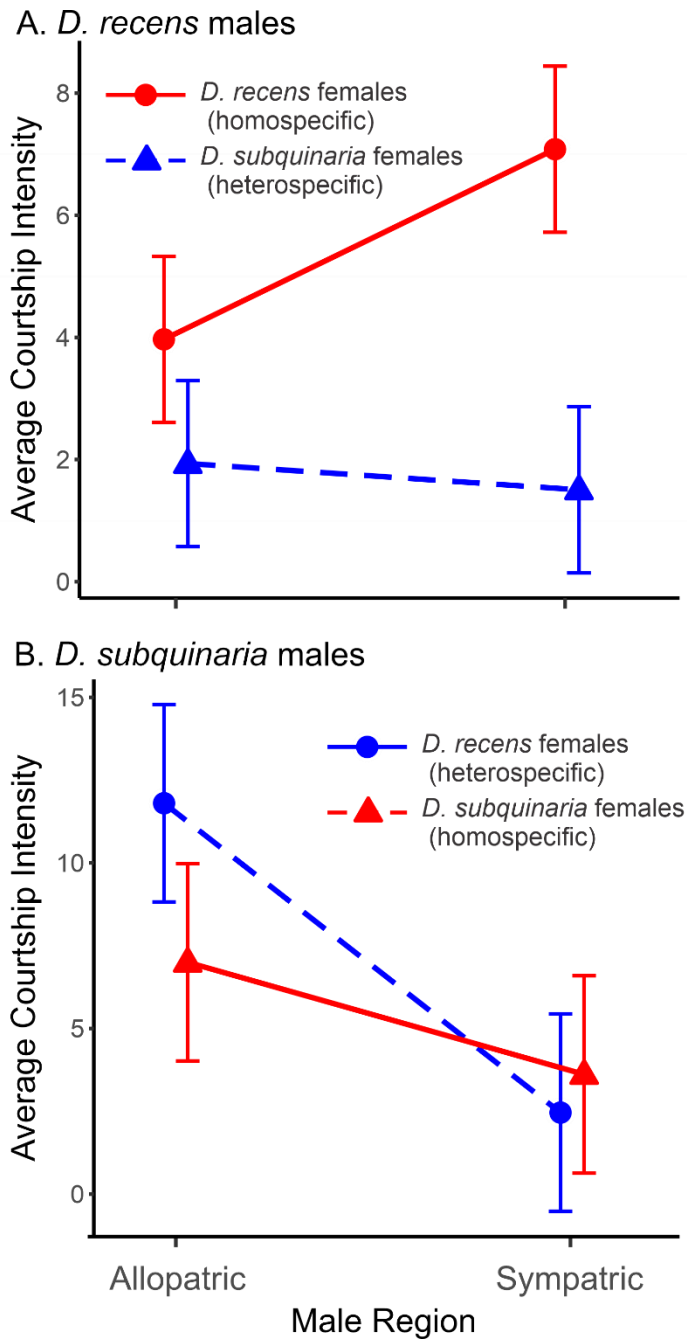 A. D. recens males
8
6
4
2
0
Average Courtship Intensity
D. recens females
(homospecific)
D. subquinaria females
(heterospecific)
B. D. subquinaria males
15
10
5
0
Average Courtship Intensity
D. recens females
(heterospecific)
D. subquinaria females
(homospecific)
Allopatric
Sympatric
Male Region